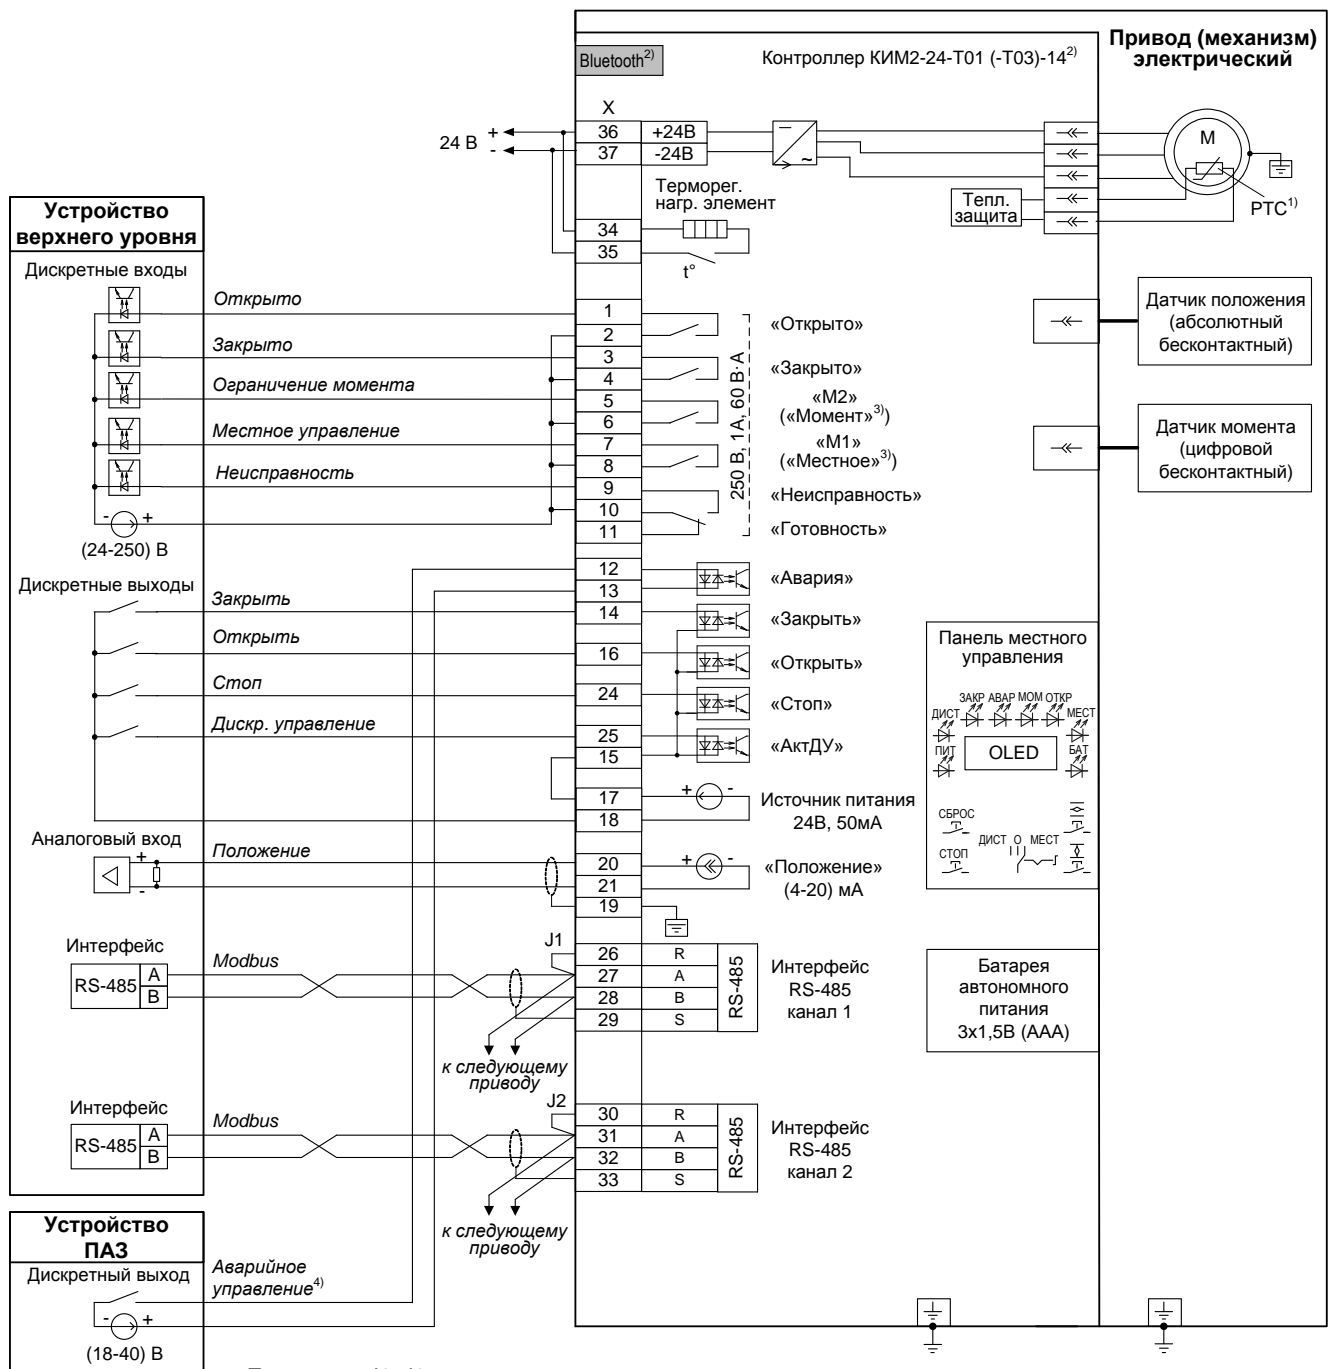 Привод (механизм)
электрический
Bluetooth2)
Контроллер КИМ2-24-Т01 (-Т03)-142)
X
24 В
+
-
36
+24В
37
-24В
M
PTC1)
Терморег.
нагр. элемент
34
35
t°
Тепл.
защита
Устройство
верхнего уровня
Дискретные входы
Открыто
Закрыто
Ограничение момента
Местное управление
Неисправность
- +
(24-250) В
1
2
3
4
5
6
7
8
9
10
11
250 В, 1А, 60 В·А
«Открыто»
«Закрыто»
«М2»
(«Момент»3))
«М1»
(«Местное»3))
«Неисправность»
«Готовность»
Датчик положения
(абсолютный
бесконтактный)
Датчик момента
(цифровой
бесконтактный)
Дискретные выходы
Закрыть
Открыть
Стоп
Дискр. управление
12
13
14
16
24
25
15
17
18
«Авария»
«Закрыть»
«Открыть»
«Стоп»
«АктДУ»
+ -
Источник питания
24В, 50мА
Панель местного
управления
ЗАКР АВАР МОМ ОТКР
ДИСТ
МЕСТ
ПИТ
OLED
БАТ
СБРОС
ДИСТ О МЕСТ
СТОП
Аналоговый вход
+
-
Положение
20
21
19
+ -
«Положение»
(4-20) мА
Интерфейс
RS-485
A
B
Modbus
J1
26
R
27
A
28
B
29
S
RS-485
Интерфейс
RS-485
канал 1
к следующему
приводу
Батарея
автономного
питания
3х1,5В (ААА)
Интерфейс
RS-485
A
B
Modbus
J2
30
R
31
A
32
B
33
S
RS-485
Интерфейс
RS-485
канал 2
к следующему
приводу
Устройство
ПАЗ
Дискретный выход
Аварийное
управление4)
- +
(18-40) В